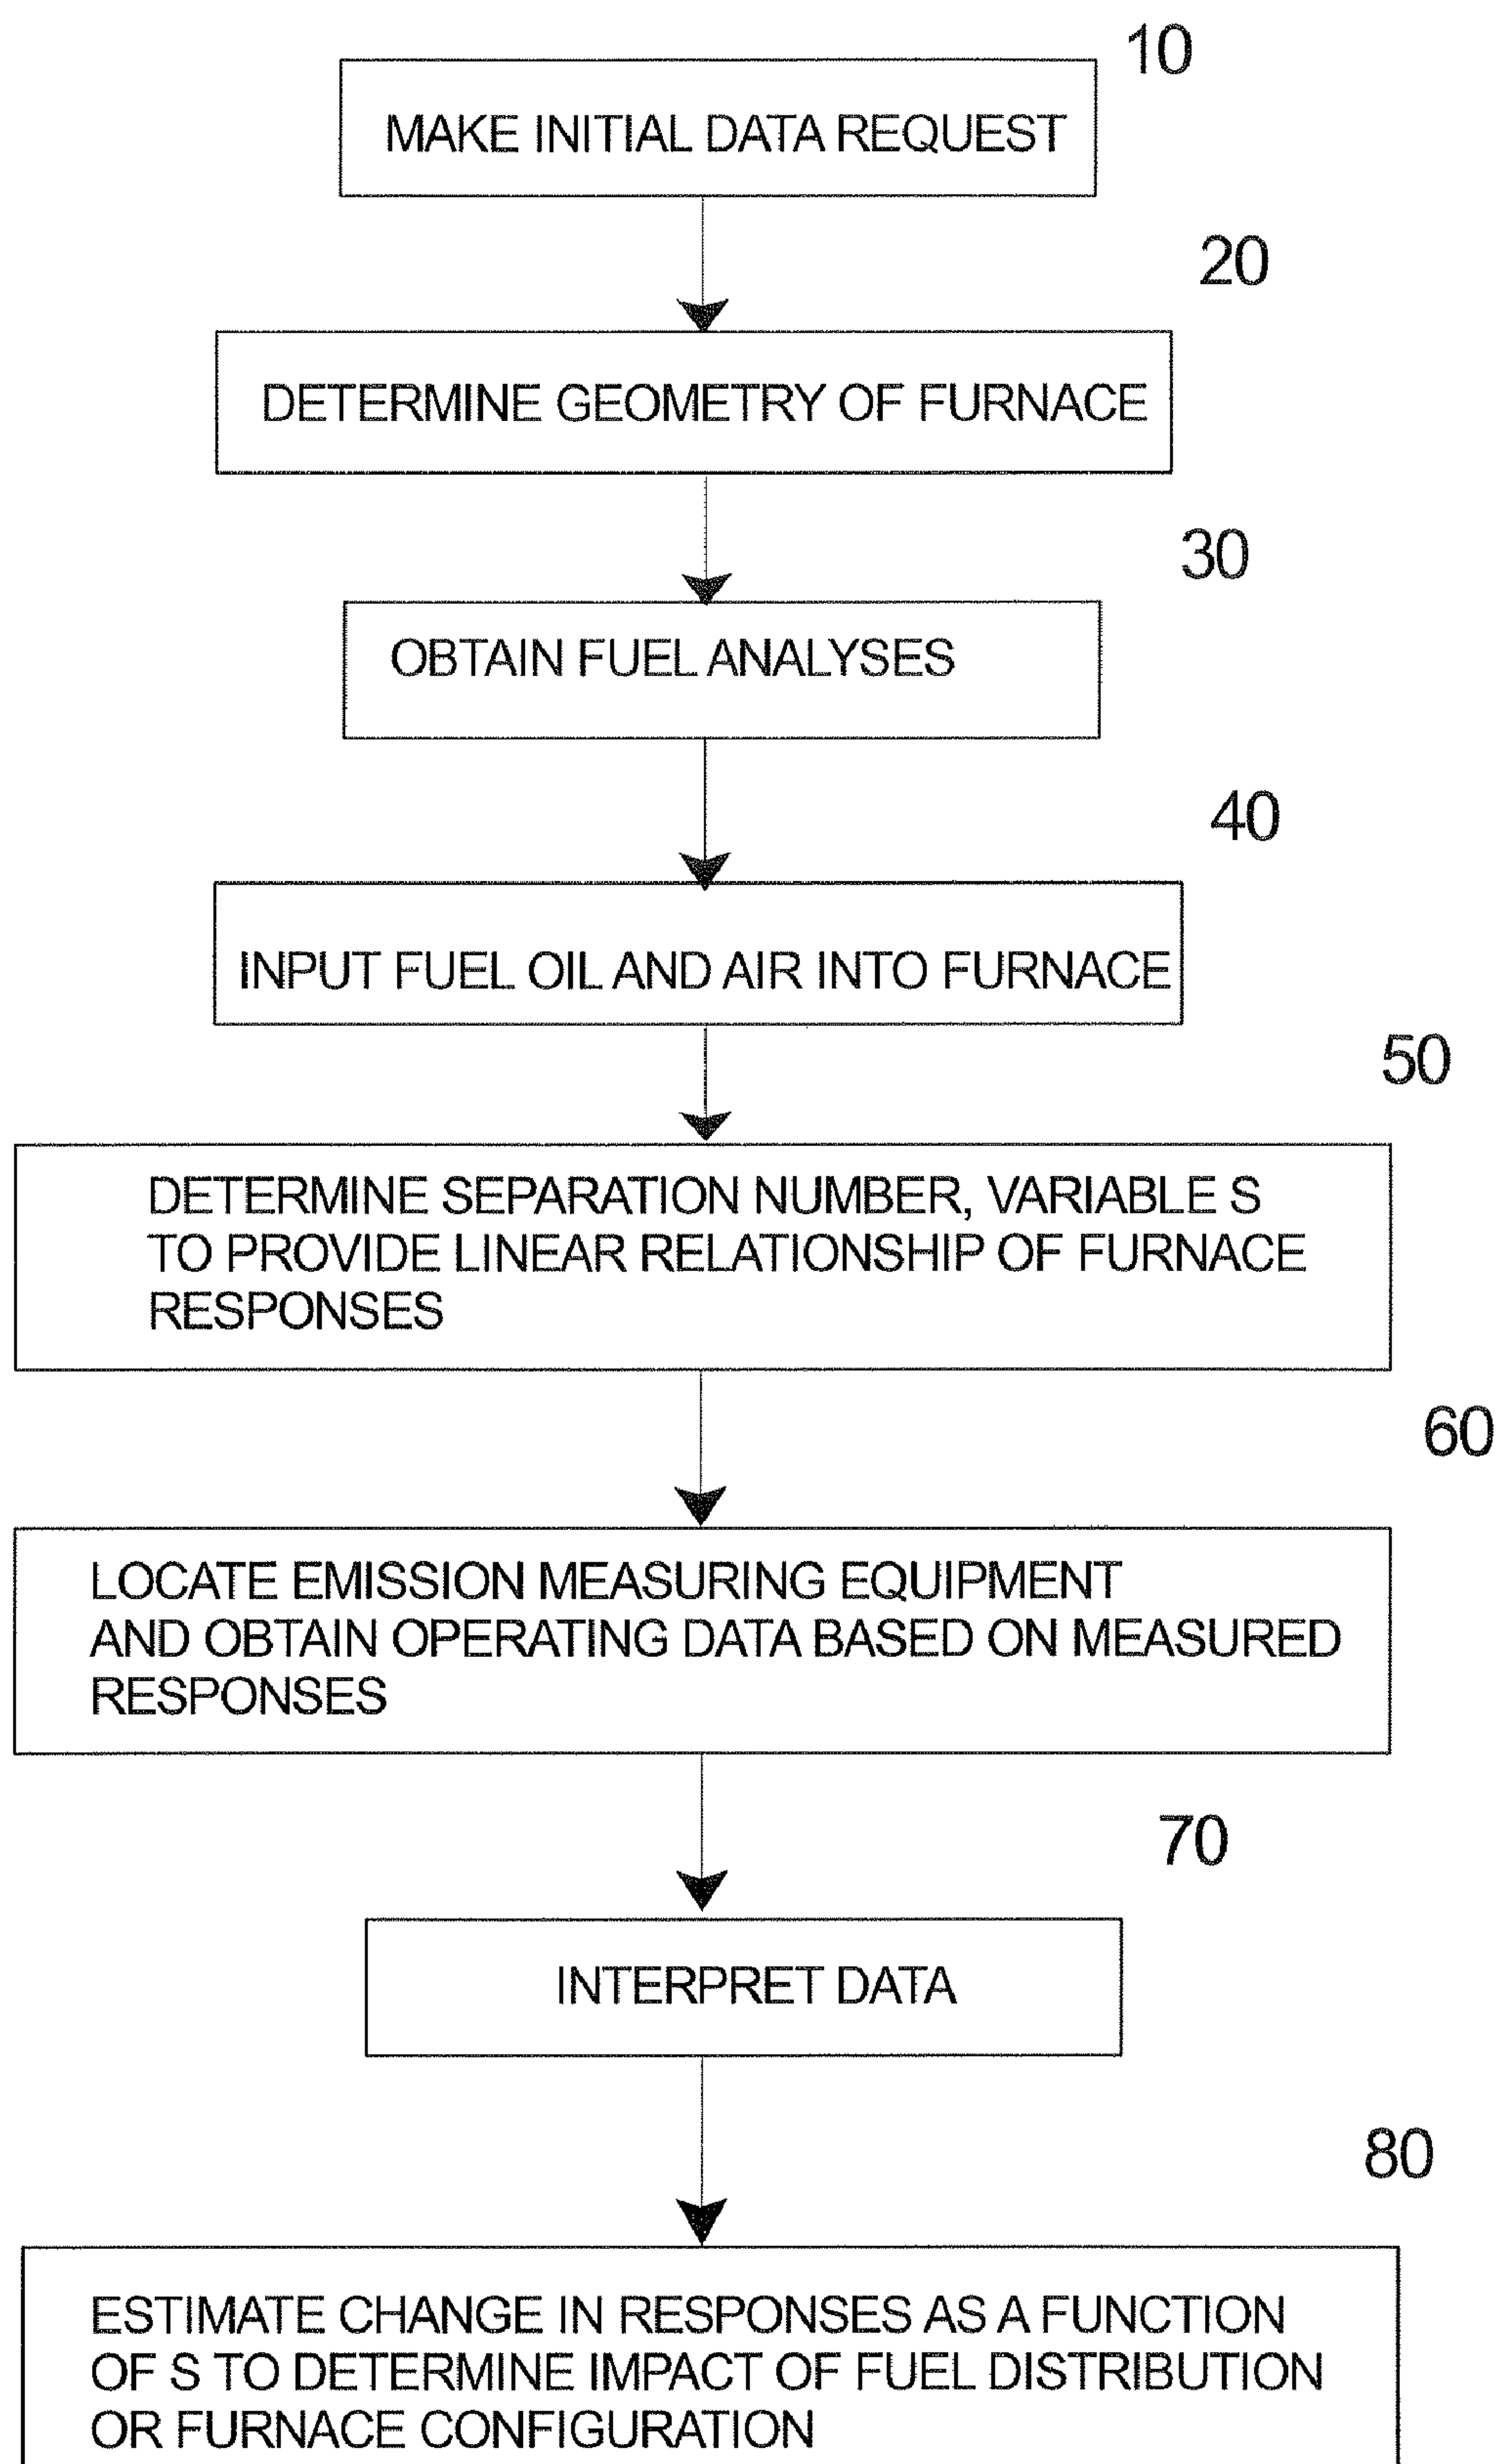 10
MAKE INITIAL DATA REQUEST
20
DETERMINE GEOMETRY OF FURNACE
30
OBTAIN FUEL ANALYSES
40
INPUT FUEL OIL AND AIR INTO FURNACE
50
DETERMINE SEPARATION NUMBER, VARIABLE S
TO PROVIDE LINEAR RELATIONSHIP OF FURNACE
RESPONSES
60
LOCATE EMISSION MEASURING EQUIPMENT
AND OBTAIN OPERATING DATA BASED ON MEASURED
RESPONSES
70
INTERPRET DATA
80
ESTIMATE CHANGE IN RESPONSES AS A FUNCTION
OF S TO DETERMINE IMPACT OF FUEL DISTRIBUTION
OR FURNACE CONFIGURATION